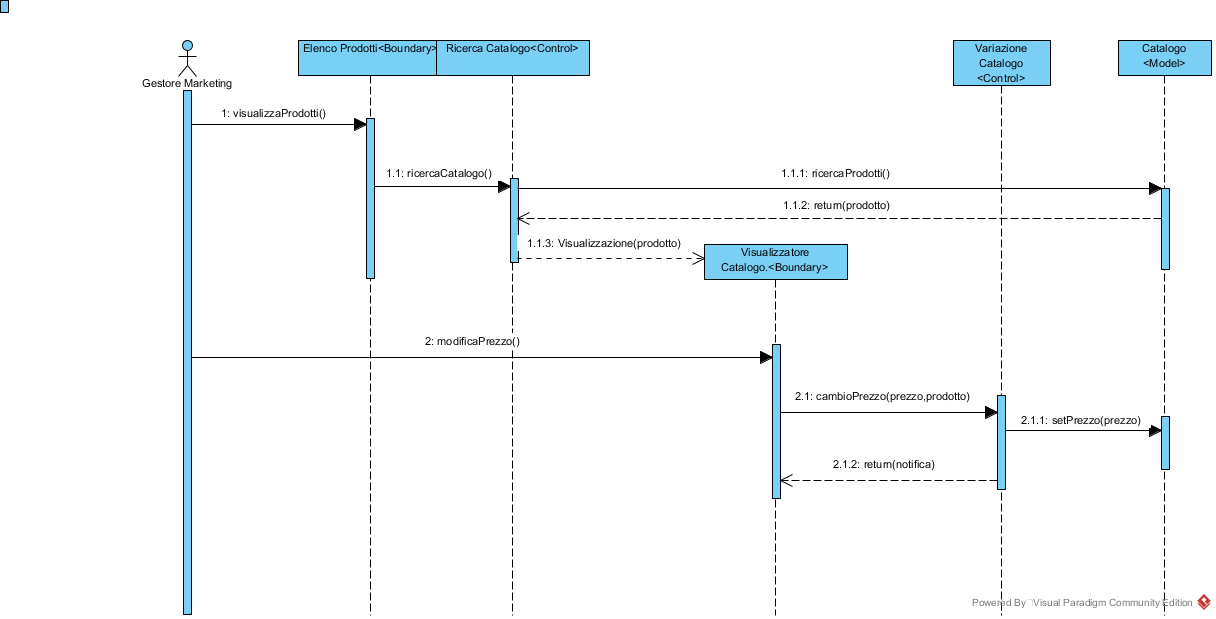 Elenco Prodotti<Boundary>
Ricerca Catalogo<Control>
Variazione
Catalogo
<Control>
Catalogo
<Model>
Gestore Marketing
1: visualizzaProdotti()
1.1: ricercaCatalogo()
1.1.1: ricercaProdotti()
1.1.2: return(prodotto)
1.1.3: Visualizzazione(prodotto)
Visualizzatore
Catalogo.<Boundary>
2: modificaPrezzo()
2.1: cambioPrezzo(prezzo,prodotto)
2.1.1: setPrezzo(prezzo)
2.1.2: return(notifica)
Powered By Visual Paradigm Community Edition